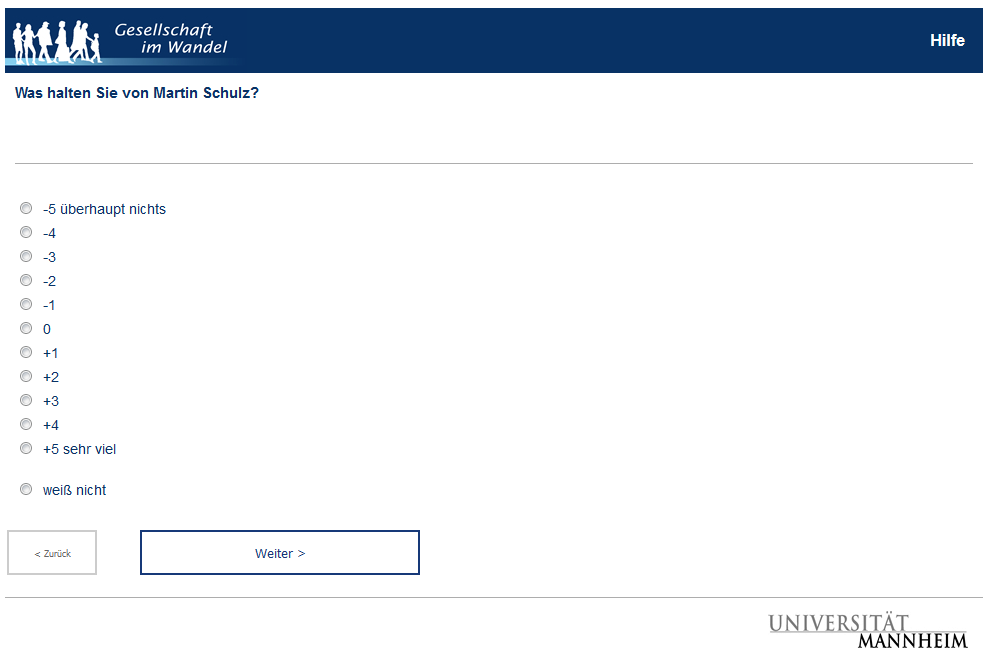 Gesellschaft
im Wandel
Hilfe
Was halten Sie von Martin Schulz?
-5 überhaupt nichts
-4
-3
-2
-1
0
+1
+2
+3
+4
+5 sehr viel
weiß nicht
< Zurück
Weiter >
UNIVERSITÄT
MANNHEIM